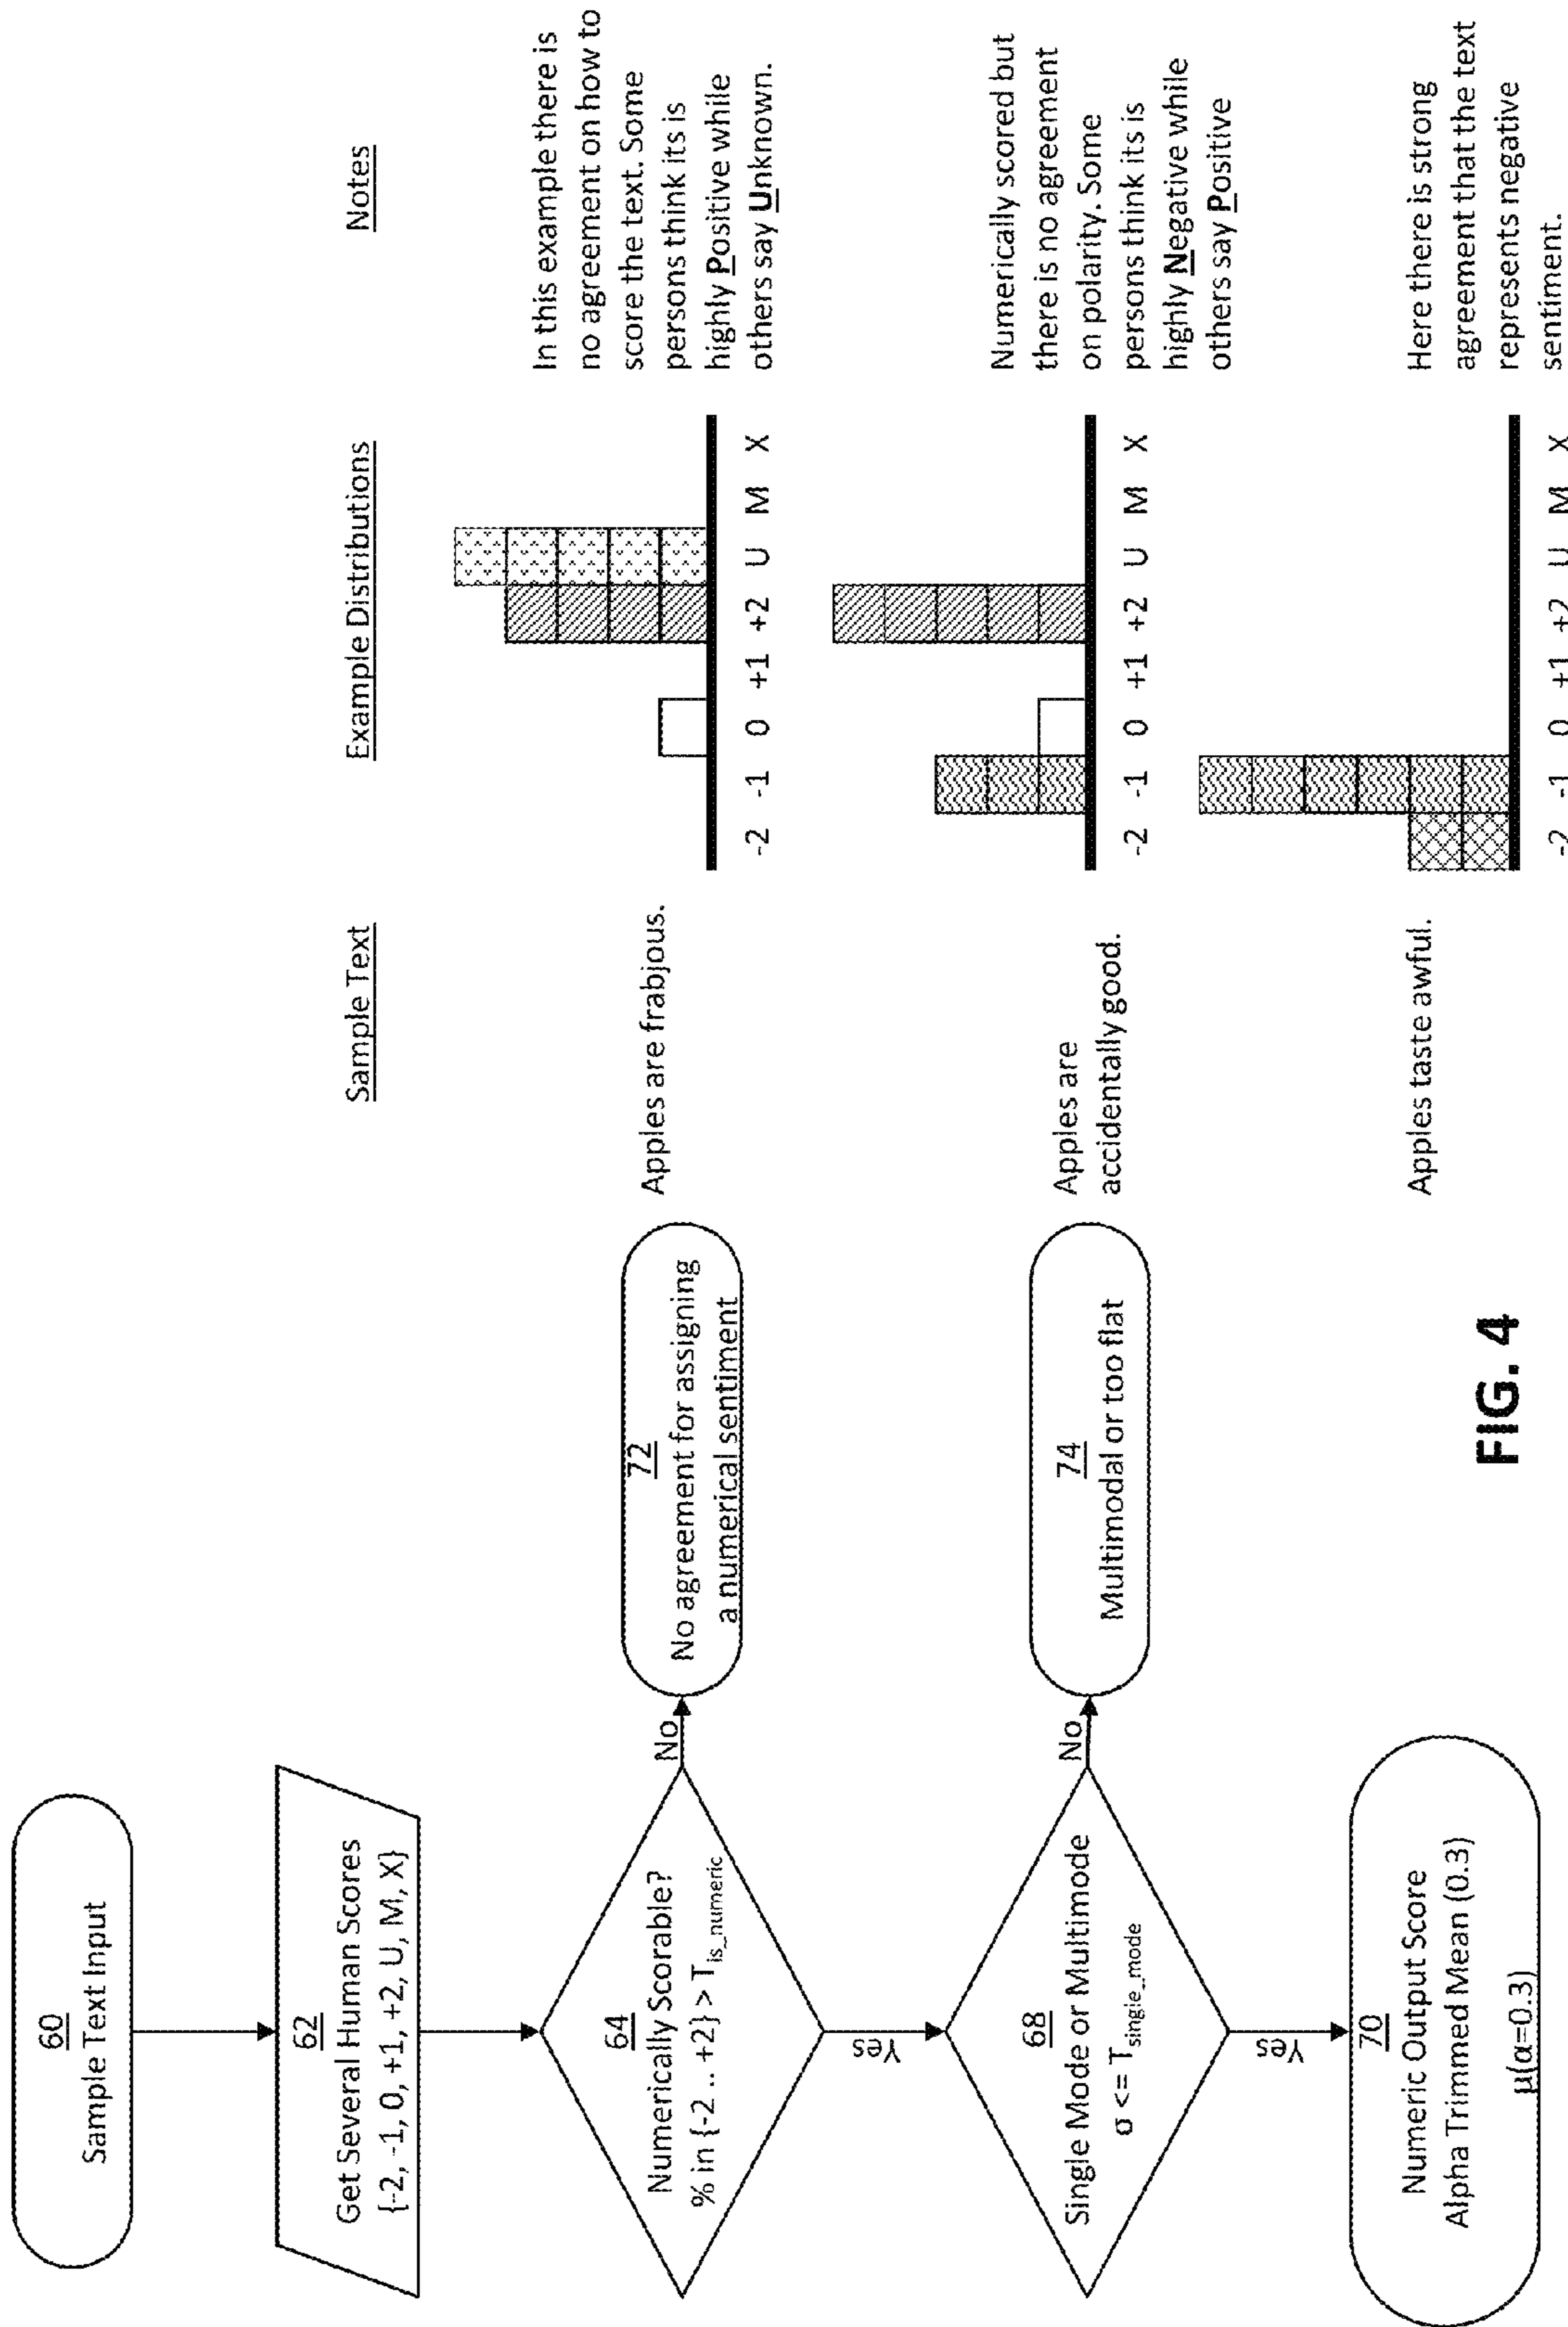 60
Sample Text Input
62
Get Several Human Scores
{-2, -1, 0, +1, +2, U, M, X}
64
Numerically Scorable?
% in {-2 .. +2} > T_is_numeric
No
72
No agreement for assigning
a numerical sentiment
Yes
68
Single Mode or Multimode
σ <= T_single_mode
No
74
Multimodal or too flat
Yes
70
Numeric Output Score
Alpha Trimmed Mean (0.3)
μ(α=0.3)
Sample Text
Apples are frabjous.
Apples are
accidentally good.
Apples taste awful.
Example Distributions
-2 -1 0 +1 +2 U M X
-2 -1 0 +1 +2 U M X
-2 -1 0 +1 +2 U M X
Notes
In this example there is
no agreement on how to
score the text. Some
persons think its is
highly Positive while
others say Unknown.
Numerically scored but
there is no agreement
on polarity. Some
persons think its is
highly Negative while
others say Positive
Here there is strong
agreement that the text
represents negative
sentiment.
FIG. 4